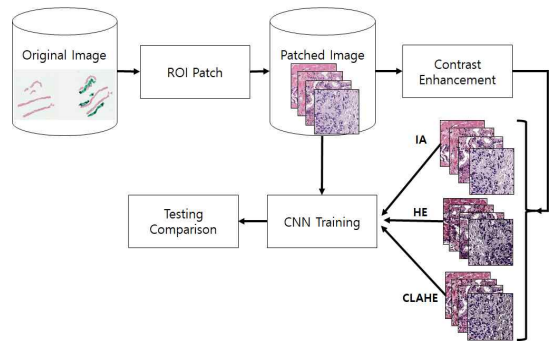 Original Image
ROI Patch
Patched Image
Contrast
Enhancement
IA
HE
CLAHE
CNN Training
Testing
Comparison